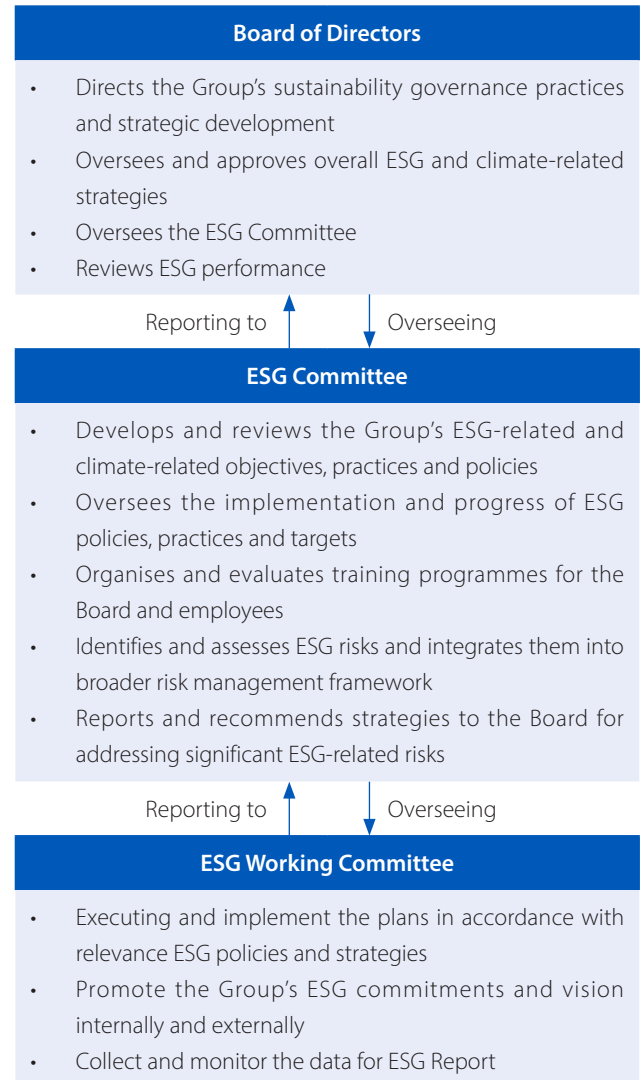 Board of Directors
• Directs the Group's sustainability governance practices
and strategic development
• Oversees and approves overall ESG and climate-related
strategies
• Oversees the ESG Committee
• Reviews ESG performance
Reporting to Overseeing
ESG Committee
• Develops and reviews the Group's ESG-related and
climate-related objectives, practices and policies
• Oversees the implementation and progress of ESG
policies, practices and targets
• Organises and evaluates training programmes for the
Board and employees
• Identifies and assesses ESG risks and integrates them into
broader risk management framework
• Reports and recommends strategies to the Board for
addressing significant ESG-related risks
Reporting to Overseeing
ESG Working Committee
• Executing and implement the plans in accordance with
relevance ESG policies and strategies
• Promote the Group's ESG commitments and vision
internally and externally
• Collect and monitor the data for ESG Report